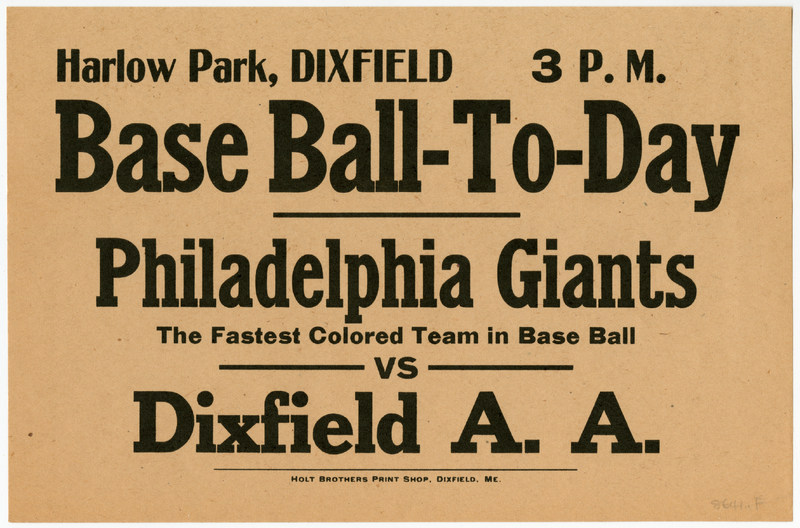 Harlow Park, DIXFIELD 3 P. M.
Base Ball-To-Day
Philadelphia Giants
The Fastest Colored Team in Base Ball
VS
Dixfield A. A.
HOLT BROTHERS PRINT SHOP, DIXFIELD, ME.